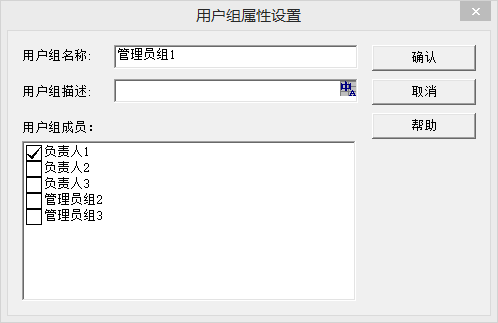 用户组属性设置
用户组名称: 管理员组1 确认
用户组描述: 中A 取消
帮助
用户组成员:
负责人1
负责人2
负责人3
管理员组2
管理员组3